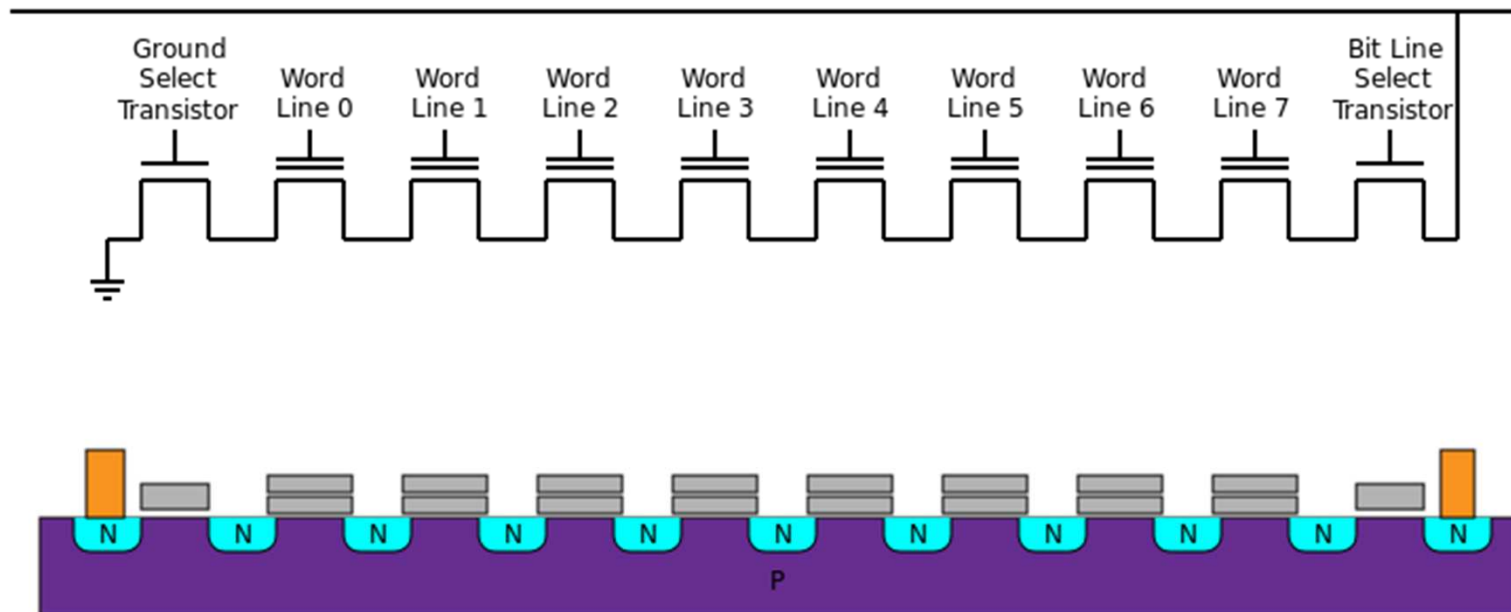 Ground
Select
Transistor
Word
Line 0
Word
Line 1
Word
Line 2
Word
Line 3
Word
Line 4
Word
Line 5
Word
Line 6
Word
Line 7
Bit Line
Select
Transistor
N
N
N
N
N
N
N
N
N
N
N
P